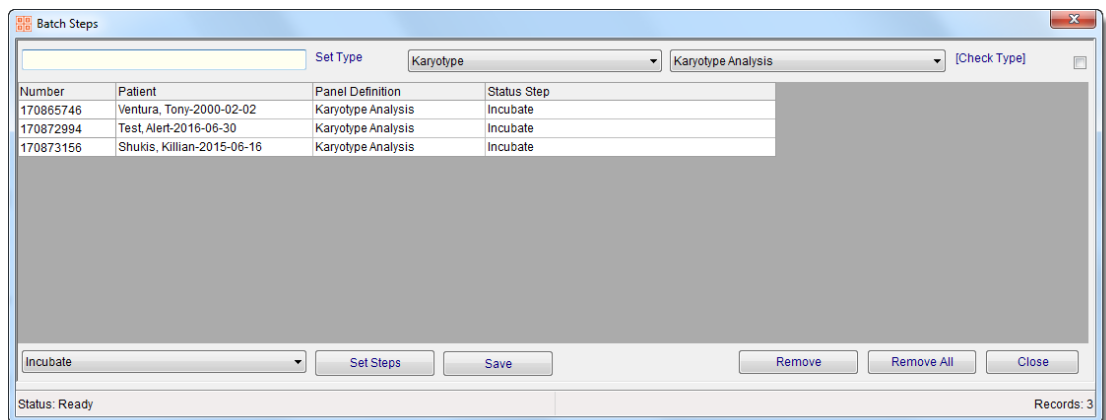 Batch Steps
Set Type Karyotype Karyotype Analysis [Check Type]
Number Patient Panel Definition Status Step
170865746 Ventura, Tony-2000-02-02 Karyotype Analysis Incubate
170872994 Test, Alert-2016-06-30 Karyotype Analysis Incubate
170873156 Shukis, Killian-2015-06-16 Karyotype Analysis Incubate
Incubate Set Steps Save Remove Remove All Close
Status: Ready Records: 3